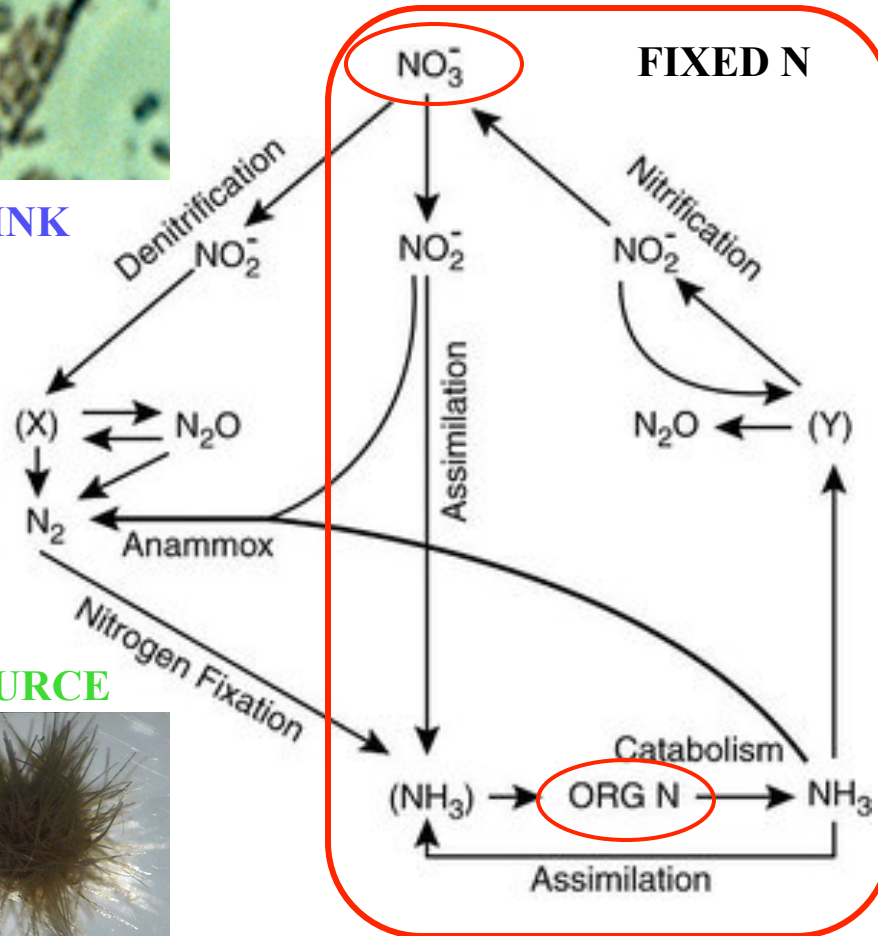 FIXED N
NO₃⁻
Denitrification
Nitrification
INK
NO₂⁻
NO₂⁻
NO₂⁻
Assimilation
(X)
N₂O
N₂O
(Y)
N₂
Anammox
Nitrogen Fixation
URCE
Catabolism
(NH₃)
ORG N
NH₃
Assimilation